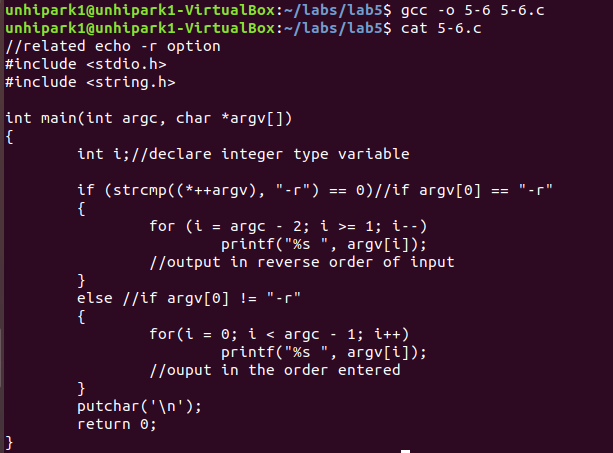 unhipark1@unhipark1-VirtualBox:~/labs/lab5$ gcc -o 5-6 5-6.c
unhipark1@unhipark1-VirtualBox:~/labs/lab5$ cat 5-6.c
//related echo -r option
#include <stdio.h>
#include <string.h>

int main(int argc, char *argv[])
{
        int i;//declare integer type variable

        if (strcmp((*++argv), "-r") == 0)//if argv[0] == "-r"
        {
                for (i = argc - 2; i >= 1; i--)
                        printf("%s ", argv[i]);
                //output in reverse order of input
        }
        else //if argv[0] != "-r"
        {
                for(i = 0; i < argc - 1; i++)
                        printf("%s ", argv[i]);
                //ouput in the order entered
        }
        putchar('\n');
        return 0;
}